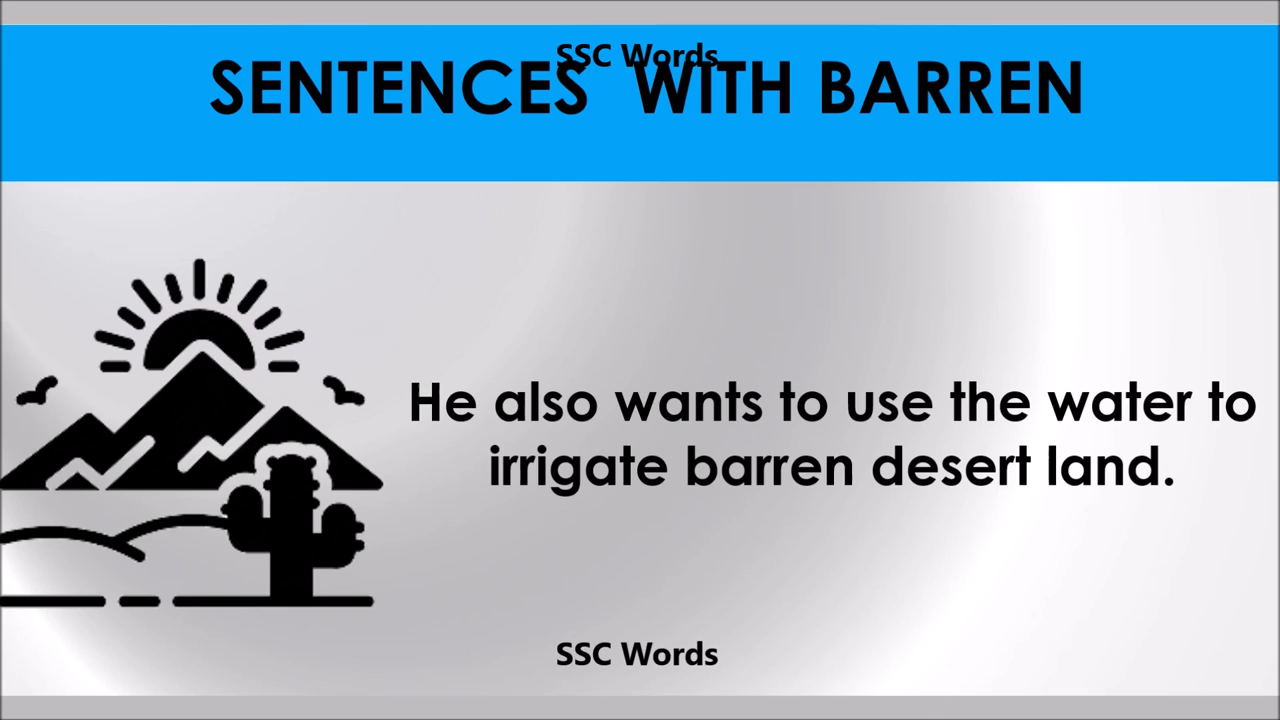 SSC Words
SENTENCES WITH BARREN
He also wants to use the water to
irrigate barren desert land.
SSC Words